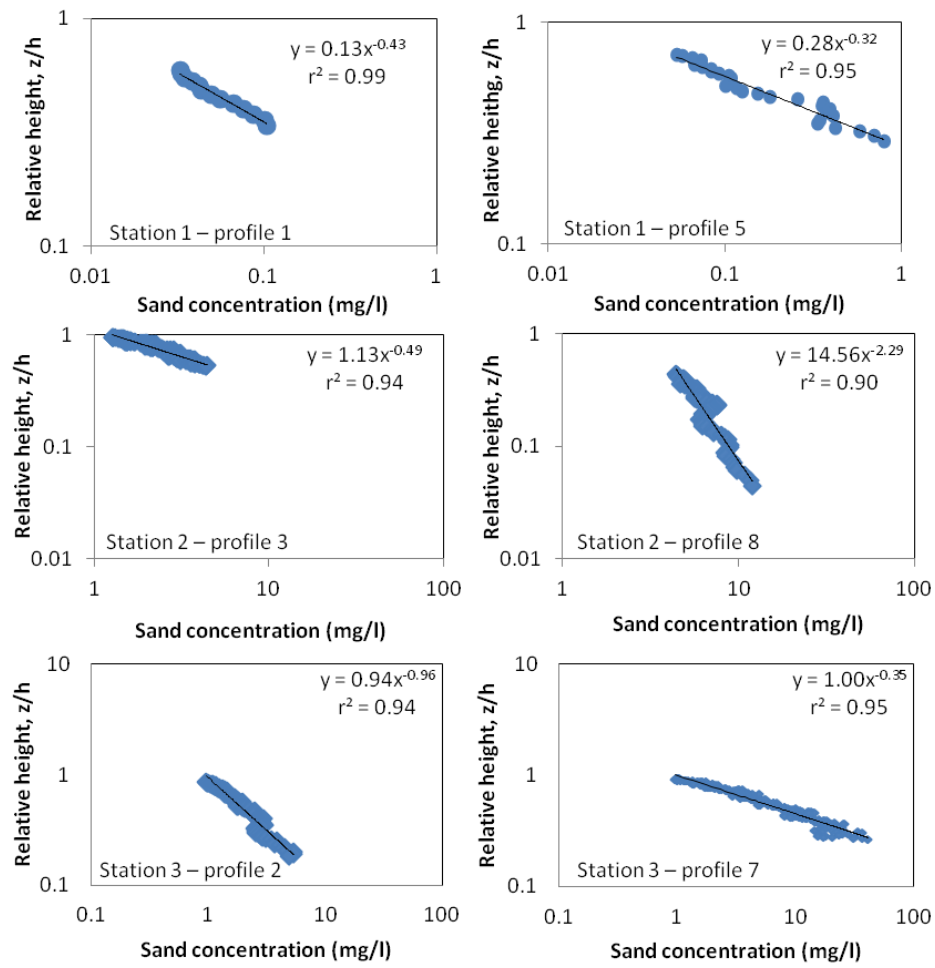 1
y = 0.13x-0.43
r² = 0.99
Relative height, z/h
Station 1 – profile 1
0.1
0.01
0.1
1
Sand concentration (mg/l)
1
y = 0.28x-0.32
r² = 0.95
Relative heithg, z/h
Station 1 – profile 5
0.1
0.01
0.1
1
Sand concentration (mg/l)
1
y = 1.13x-0.49
r² = 0.94
Relative height, z/h
0.1
Station 2 – profile 3
0.01
1
10
100
Sand concentration (mg/l)
1
y = 14.56x-2.29
r² = 0.90
Relative height, z/h
0.1
Station 2 – profile 8
0.01
1
10
100
Sand concentration (mg/l)
10
y = 0.94x-0.96
r² = 0.94
Relative height, z/h
1
Station 3 – profile 2
0.1
0.1
1
10
100
Sand concentration (mg/l)
10
y = 1.00x-0.35
r² = 0.95
Relative height, z/h
1
Station 3 – profile 7
0.1
0.1
1
10
100
Sand concentration (mg/l)